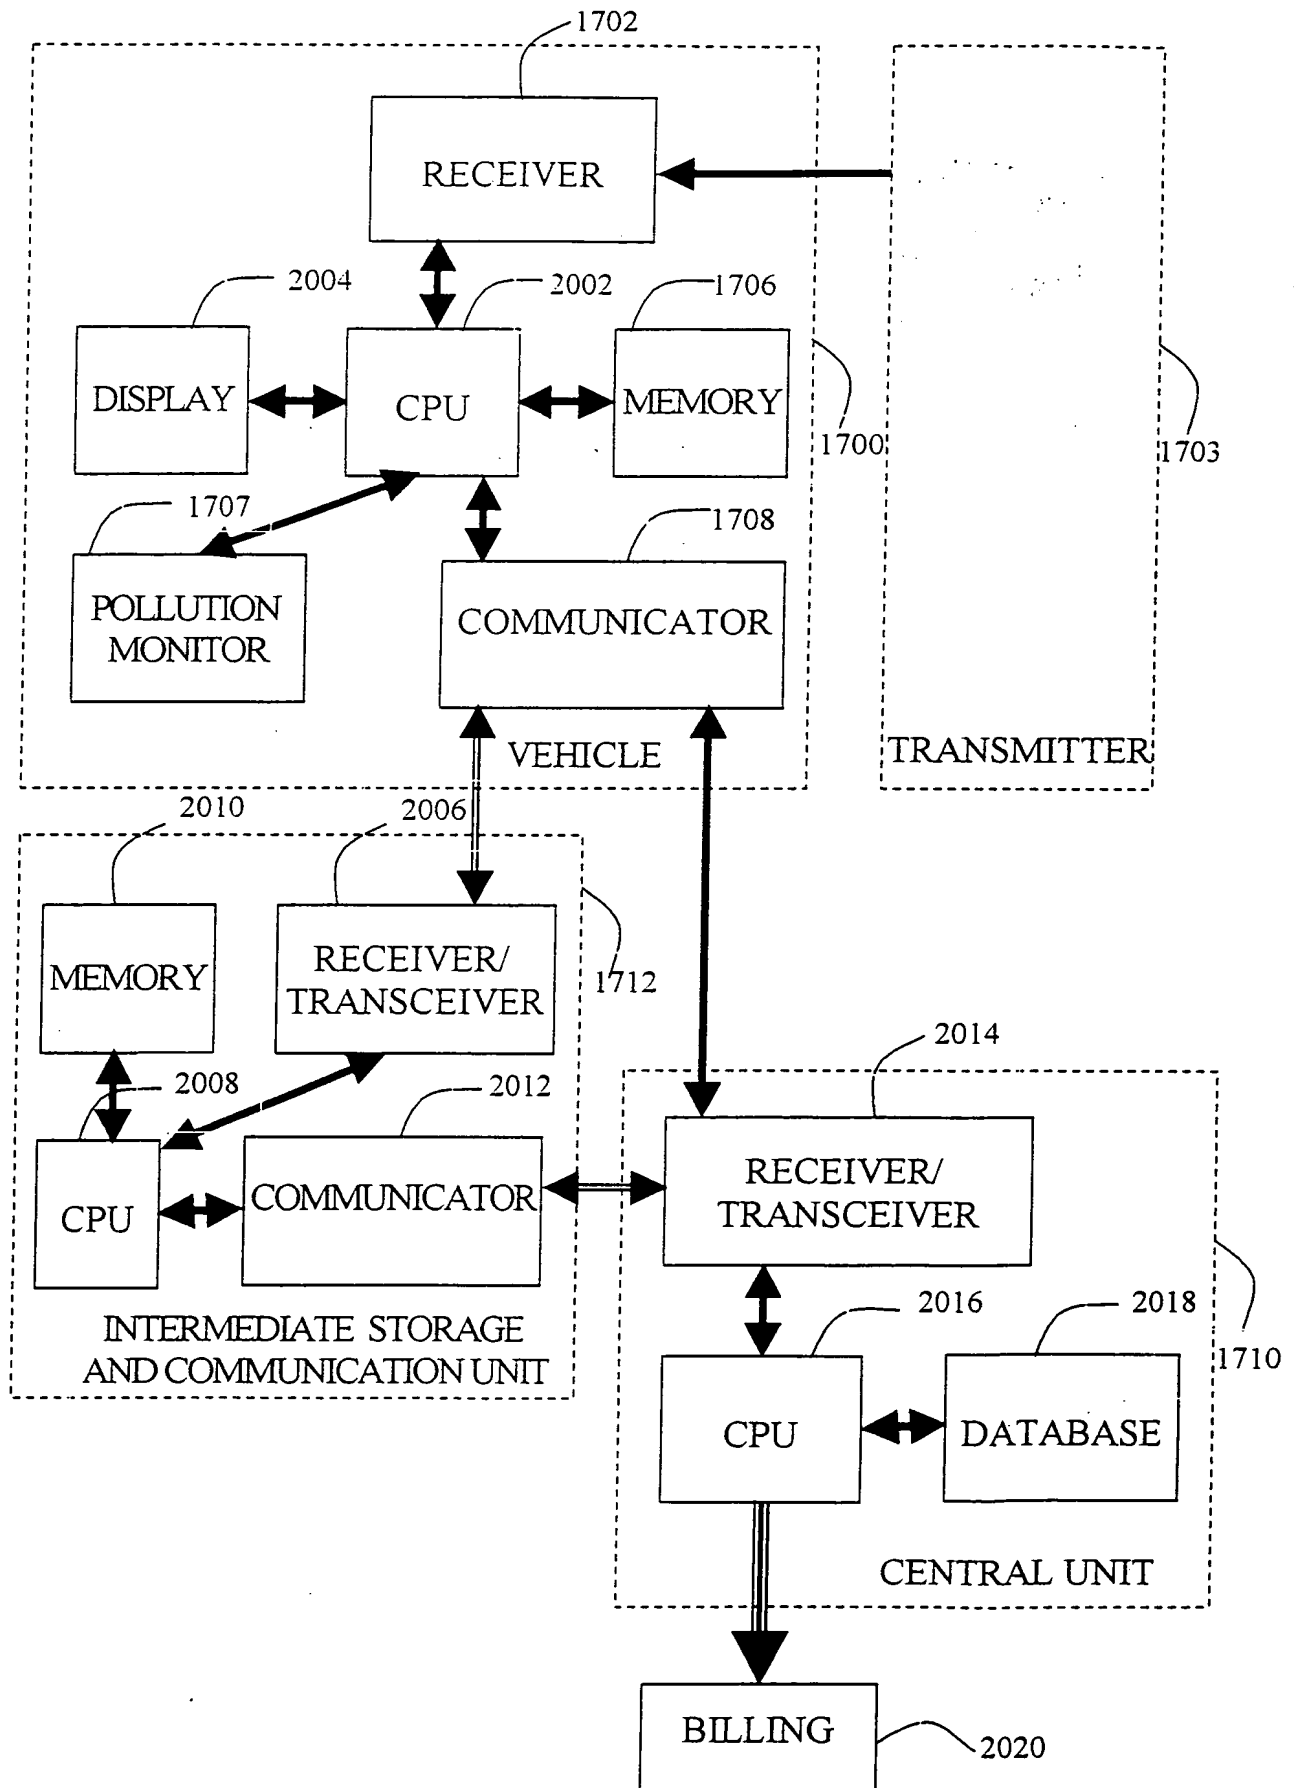 1702
RECEIVER
2004
2002
1706
DISPLAY
CPU
MEMORY
1700
1703
1707
1708
POLLUTION
MONITOR
COMMUNICATOR
VEHICLE
TRANSMITTER
2010
2006
MEMORY
RECEIVER/
TRANSCEIVER
1712
2014
2008
2012
CPU
COMMUNICATOR
RECEIVER/
TRANSCEIVER
INTERMEDIATE STORAGE
AND COMMUNICATION UNIT
2016
2018
1710
CPU
DATABASE
CENTRAL UNIT
BILLING
2020